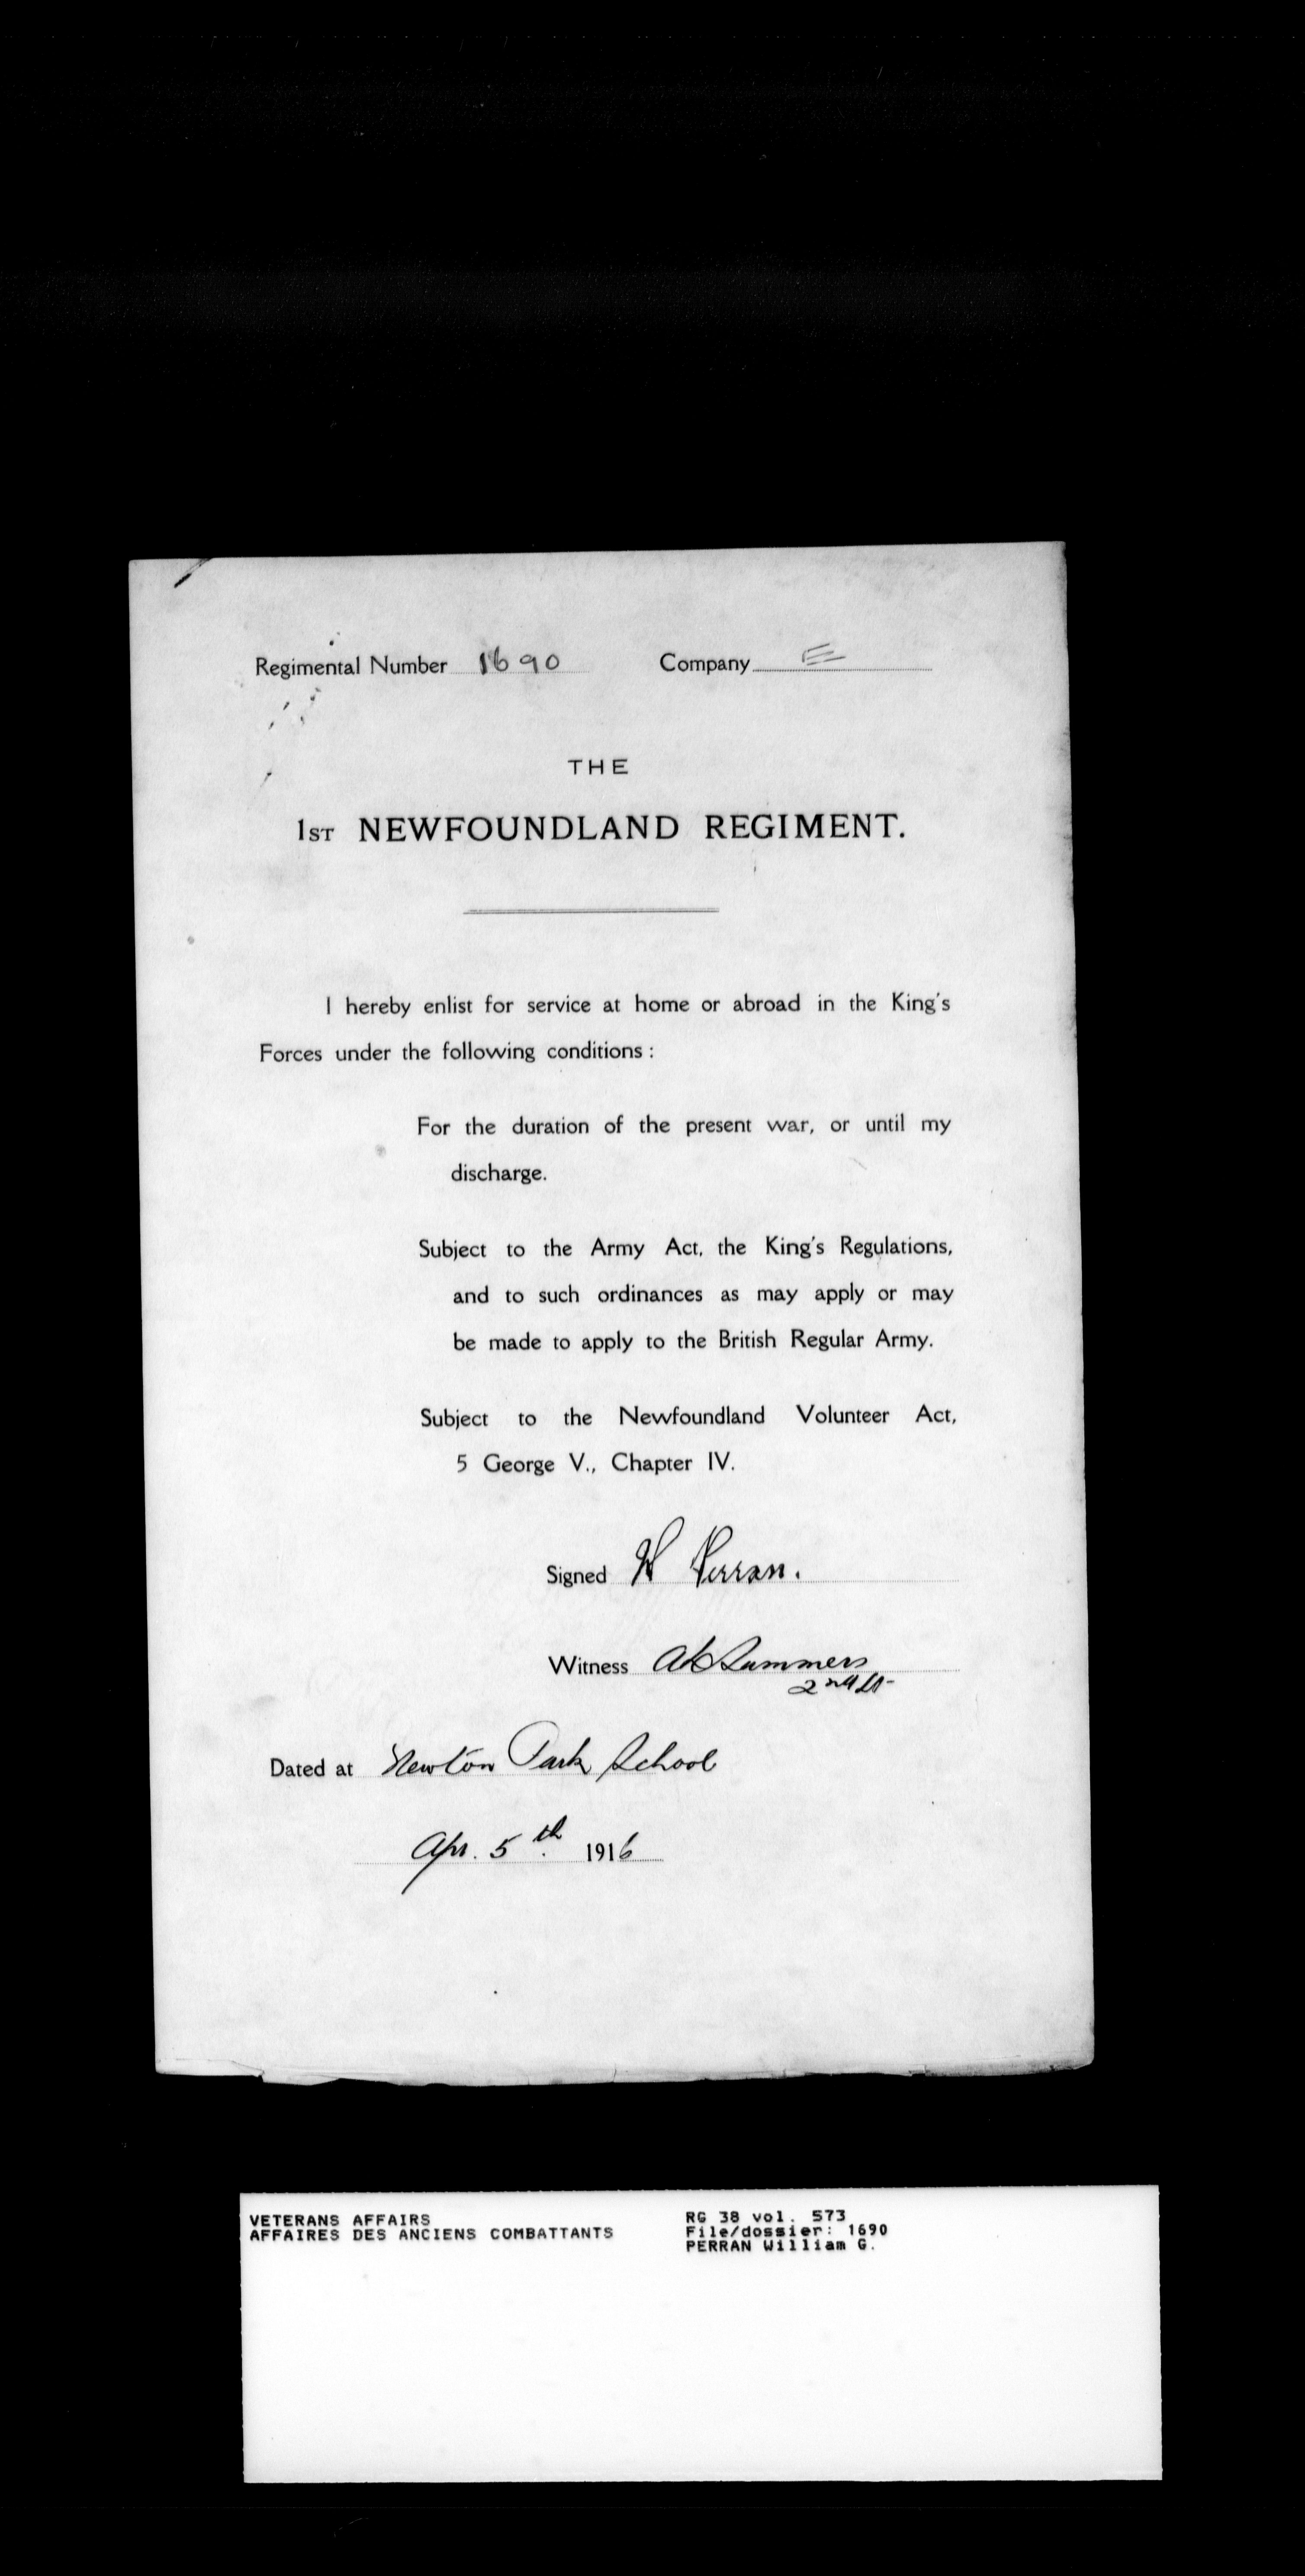 Regimental Number 1690 Company E
THE
1ST NEWFOUNDLAND REGIMENT.
I hereby enlist for service at home or abroad in the King's
Forces under the following conditions :
For the duration of the present war, or until my
discharge.
Subject to the Army Act, the King's Regulations,
and to such ordinances as may apply or may
be made to apply to the British Regular Army.
Subject to the Newfoundland Volunteer Act,
5 George V., Chapter IV.
Signed W Perran.
Witness Summers
2nd Lt
Dated at Newton Park School
Apr. 5th 1916
VETERANS AFFAIRS RG 38 vol. 573
AFFAIRES DES ANCIENS COMBATTANTS File/dossier: 1690
PERRAN William G.